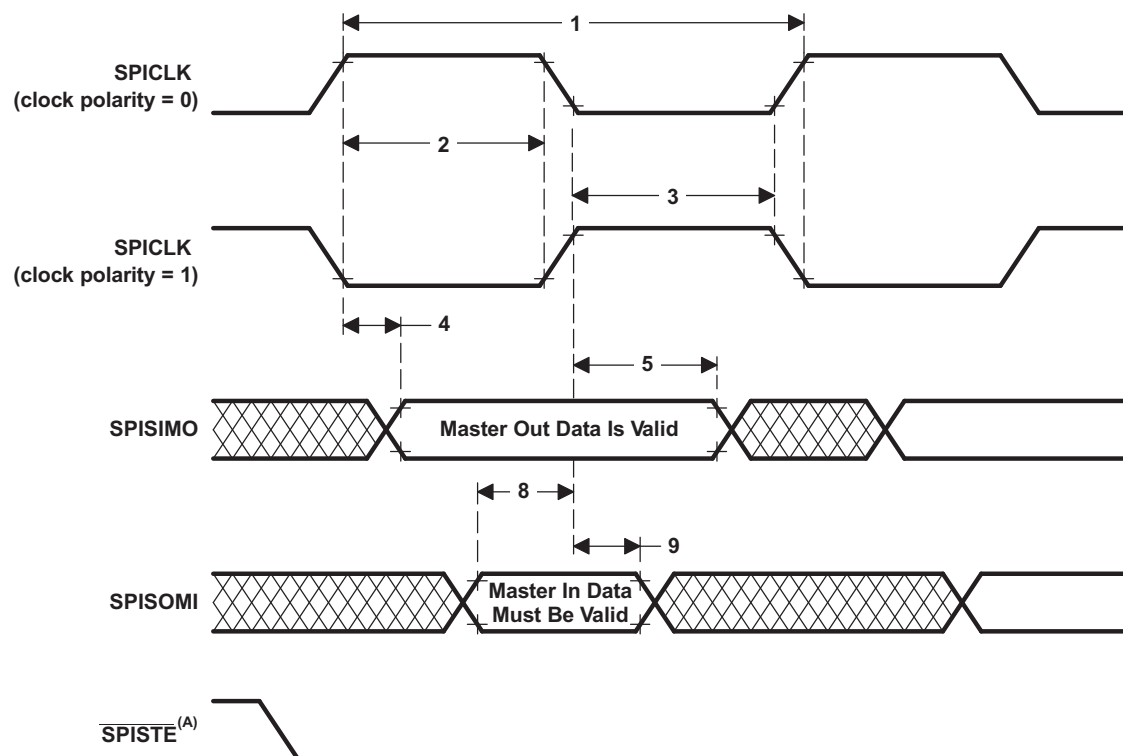 1
SPICLK
(clock polarity = 0)
2
3
SPICLK
(clock polarity = 1)
4
5
SPISIMO
Master Out Data Is Valid
8
9
SPISOMI
Master In Data
Must Be Valid
SPISTE(A)